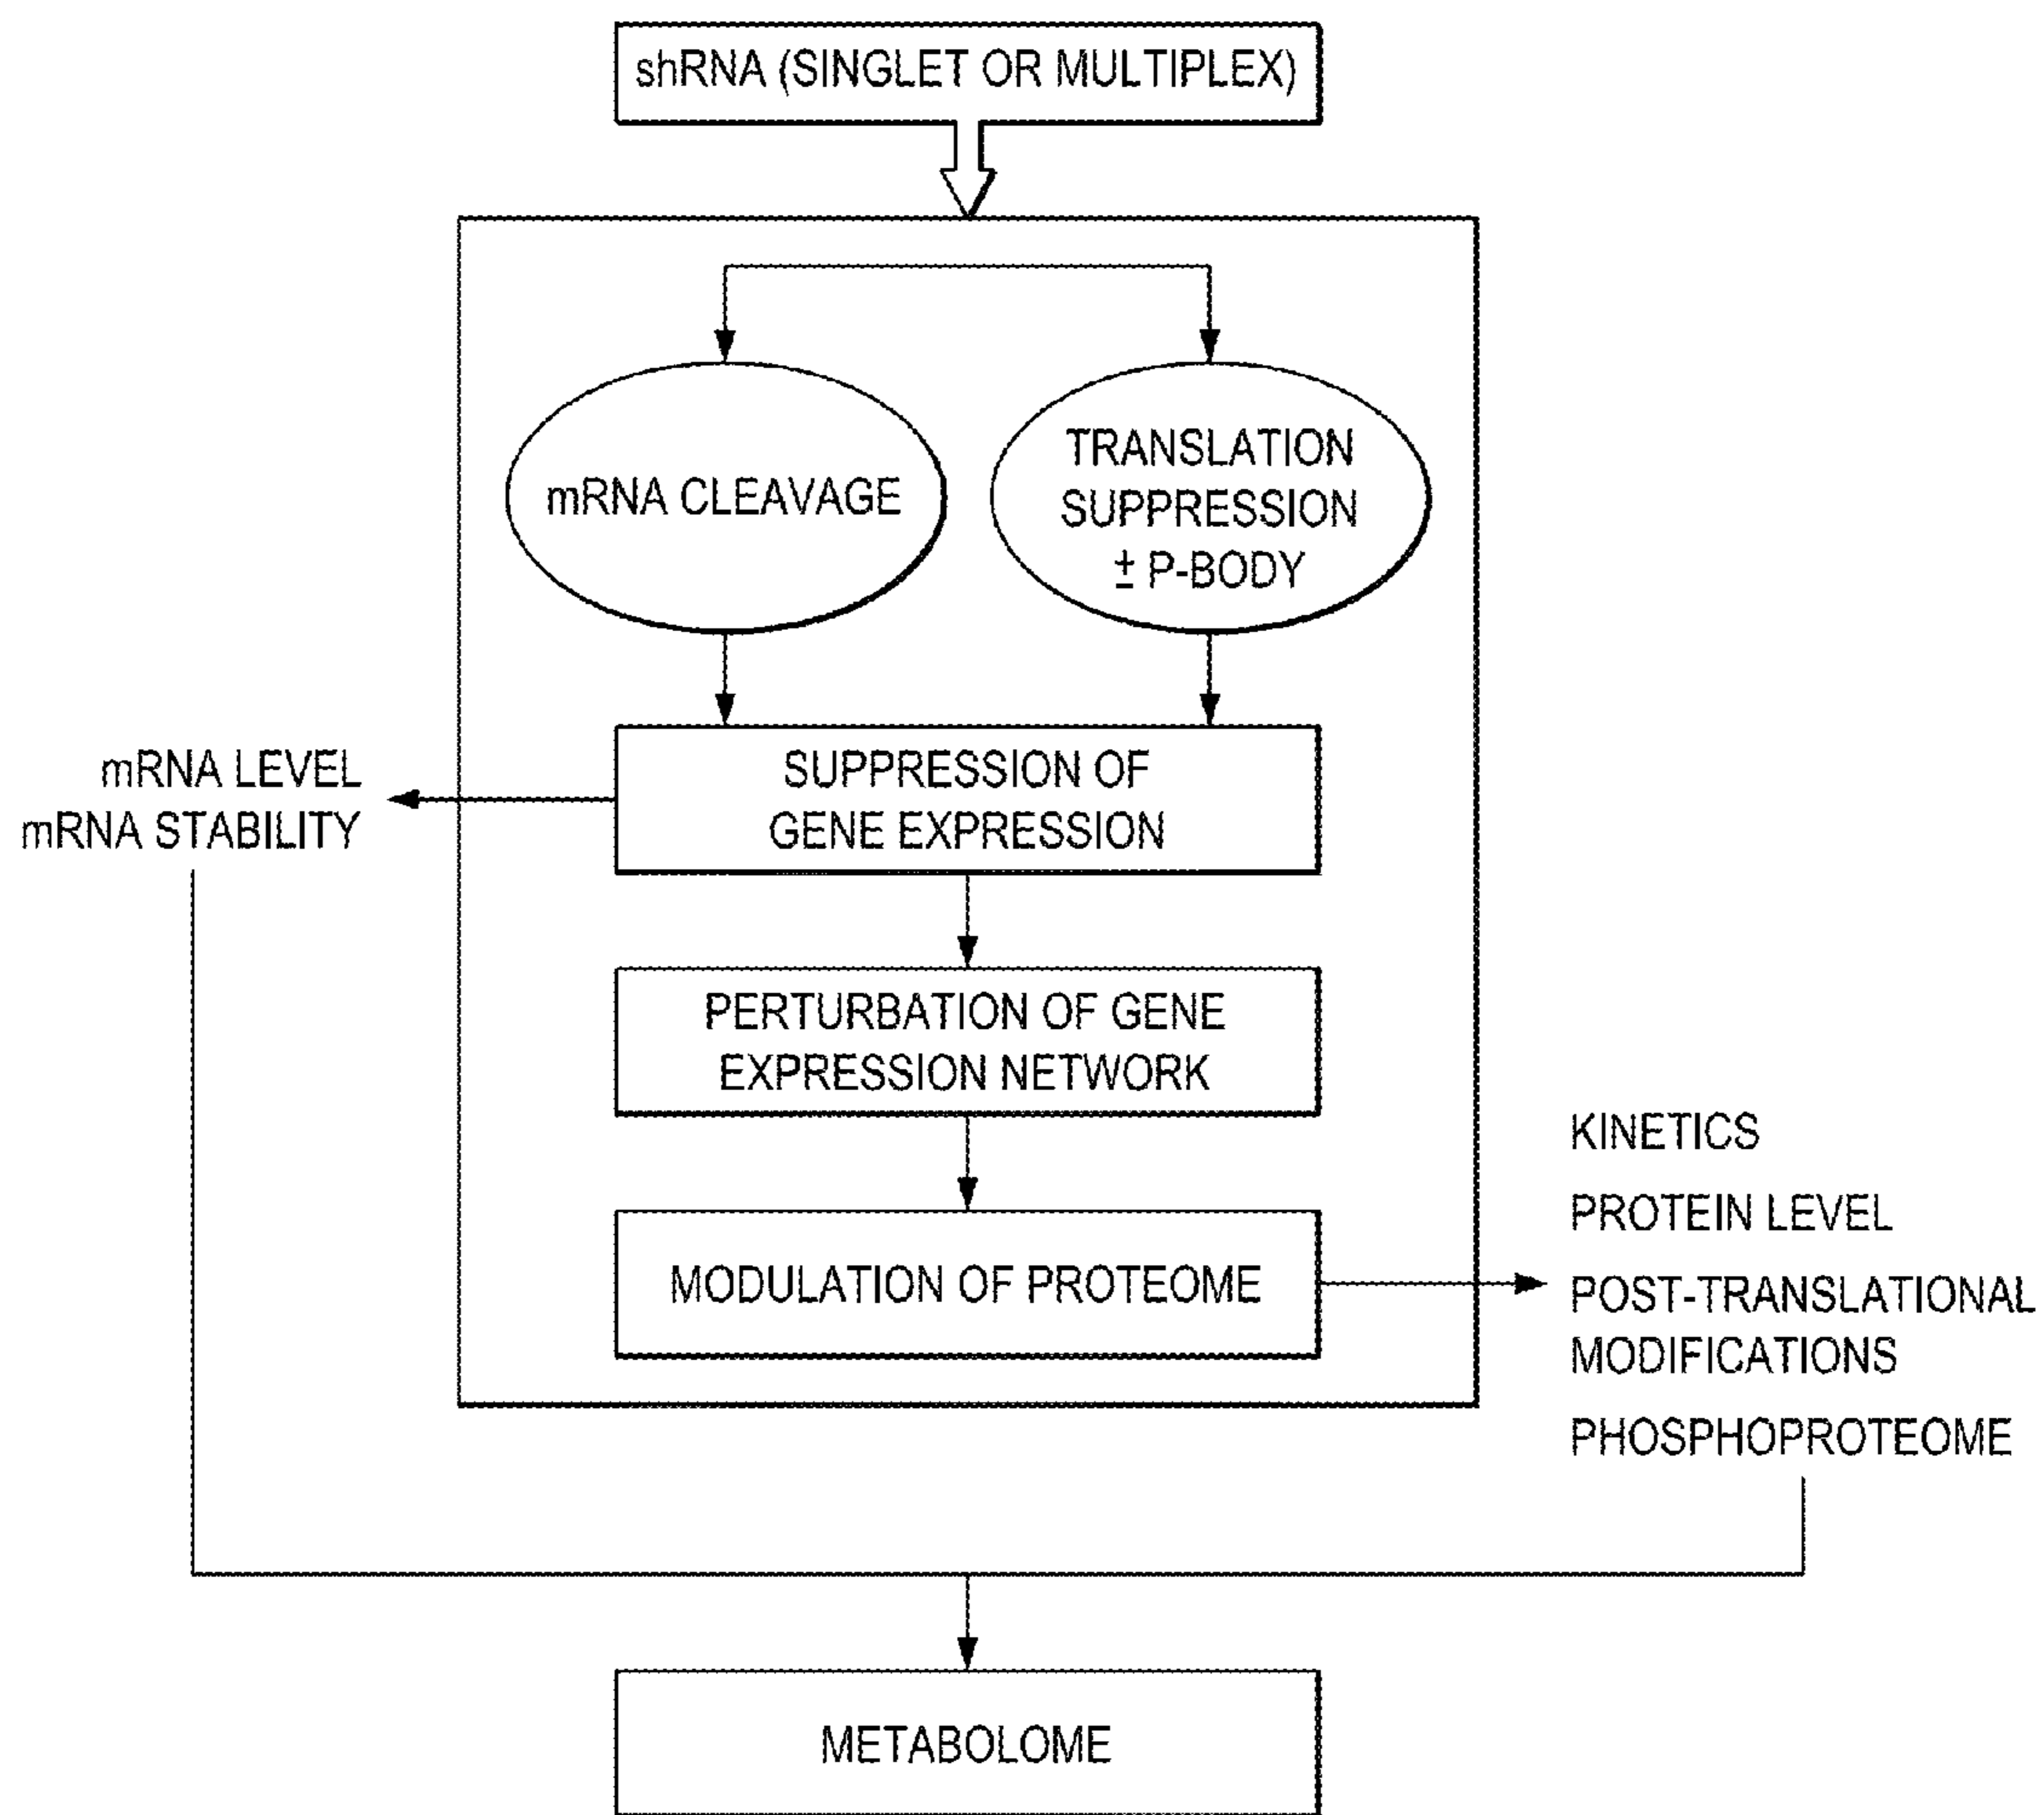 shRNA (SINGLET OR MULTIPLEX)
mRNA CLEAVAGE
TRANSLATION
SUPPRESSION
± P-BODY
mRNA LEVEL
mRNA STABILITY
SUPPRESSION OF
GENE EXPRESSION
PERTURBATION OF GENE
EXPRESSION NETWORK
MODULATION OF PROTEOME
KINETICS
PROTEIN LEVEL
POST-TRANSLATIONAL
MODIFICATIONS
PHOSPHOPROTEOME
METABOLOME